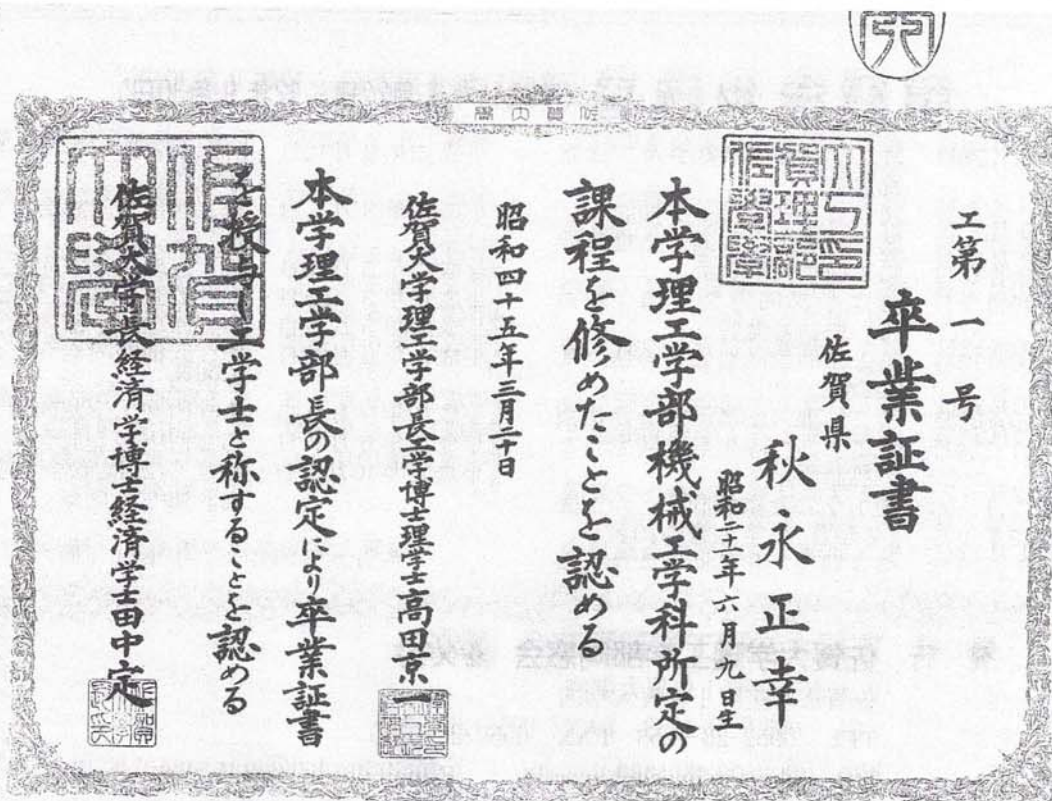 工第一号
卒業証書
佐賀県
秋永正幸
昭和二十一年六月九日生
本学理工学部機械工学科所定の
課程を修めたことを認める
昭和四十五年三月二十日
佐賀大学理工学部長工学博士理学士高田京一
本学理工学部長の認定により卒業証書
を授与し工学士と称することを認める
佐賀大学長経済学博士経済学士田中定